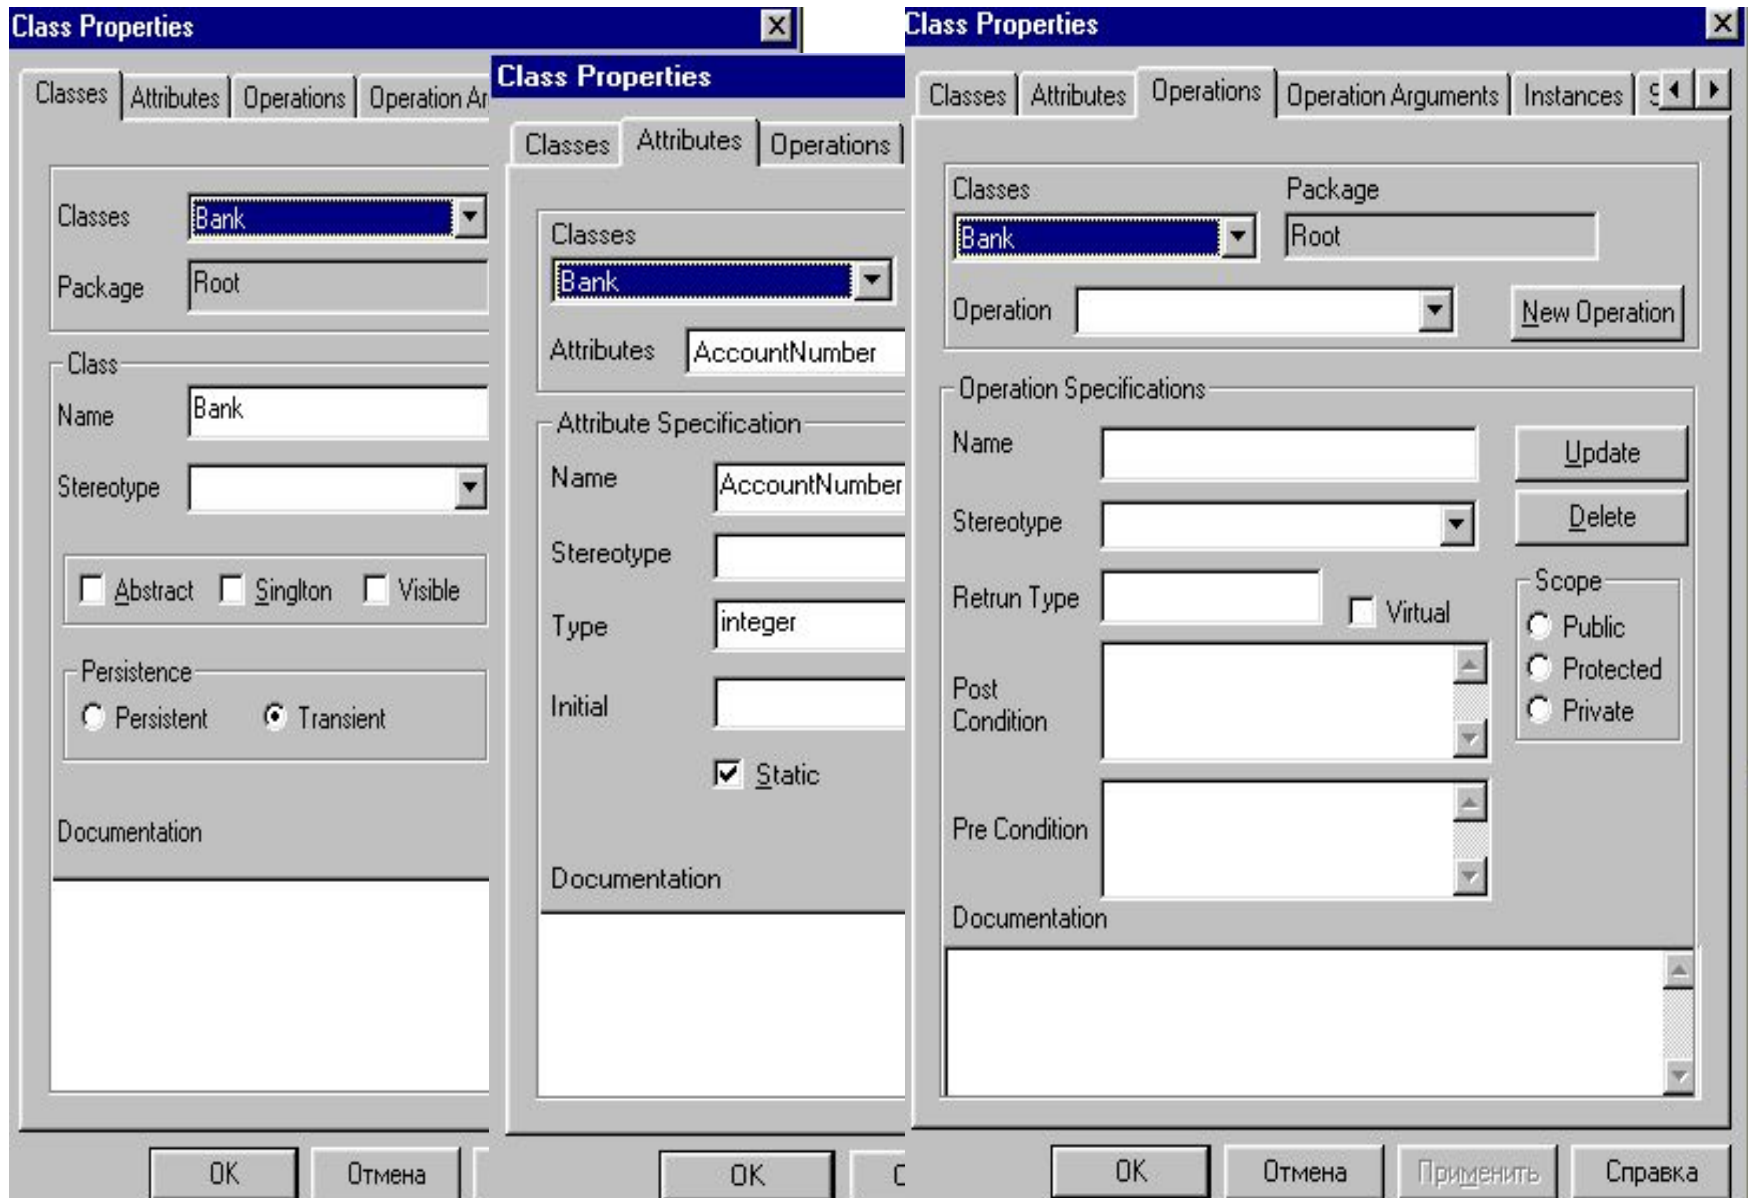 Class Properties
Classes Attributes Operations Operation Ar
Classes Bank
Package Root
Class
Name Bank
Stereotype
Abstract Singlton Visible
Persistence
Persistent Transient
Documentation
OK Отмена
Class Properties
Classes Attributes Operations
Classes
Bank
Attributes AccountNumber
Attribute Specification
Name AccountNumber
Stereotype
Type integer
Initial
Static
Documentation
OK
Class Properties
Classes Attributes Operations Operation Arguments Instances S
Classes Package
Bank Root
Operation New Operation
Operation Specifications
Name Update
Stereotype Delete
Retrun Type Virtual
Scope
Public
Protected
Private
Post
Condition
Pre Condition
Documentation
OK Отмена Применить Справка